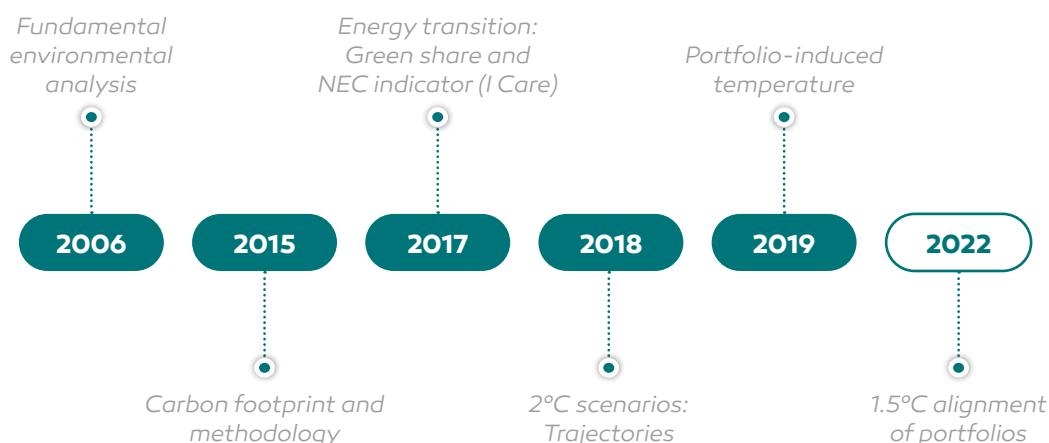 Fundamental
environmental
analysis
Energy transition:
Green share and
NEC indicator (I Care)
Portfolio-induced
temperature
2006
2015
2017
2018
2019
2022
Carbon footprint and
methodology
2°C scenarios:
Trajectories
1.5°C alignment
of portfolios